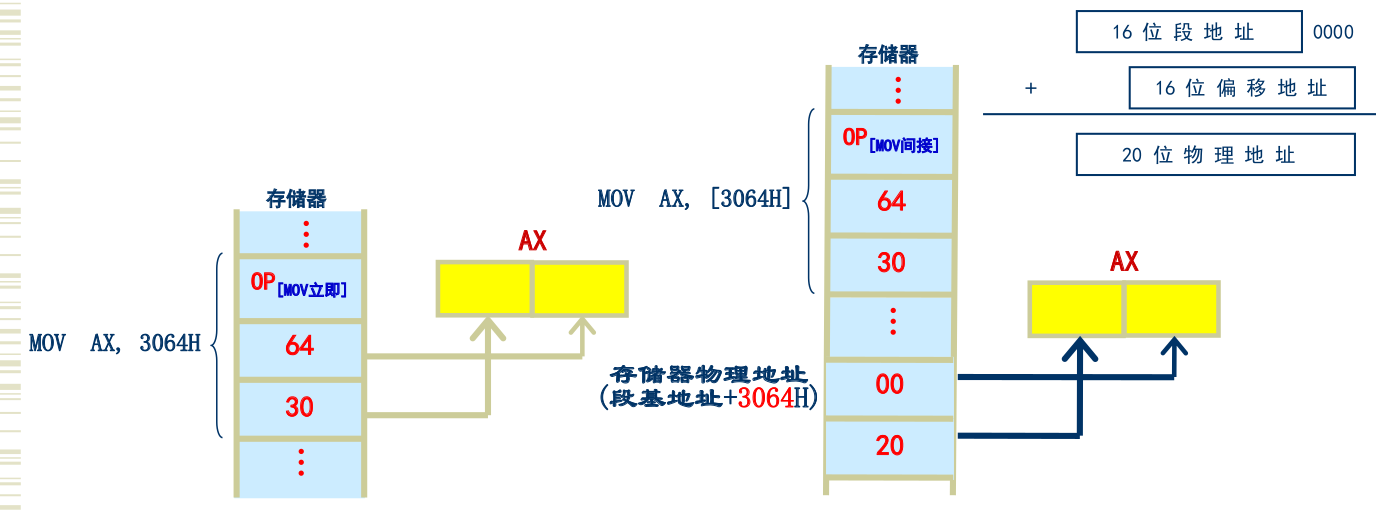 16 位 段 地 址 0000
+ 16 位 偏 移 地 址
20 位 物 理 地 址
存储器
⋮
OP[MOV立即]
64
30
⋮
MOV AX, 3064H
AX
存储器
⋮
OP[MOV间接]
64
30
⋮
00
20
MOV AX, [3064H]
存储器物理地址
(段基地址+3064H)
AX